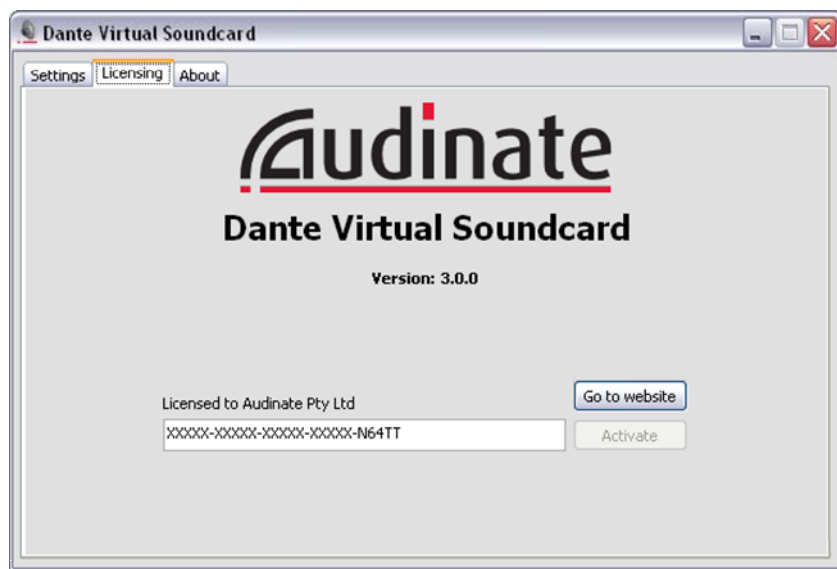 Dante Virtual Soundcard
Settings Licensing About
Audinate
Dante Virtual Soundcard
Version: 3.0.0
Licensed to Audinate Pty Ltd
Go to website
XXXXX-XXXXX-XXXXX-XXXXX-N64TT
Activate